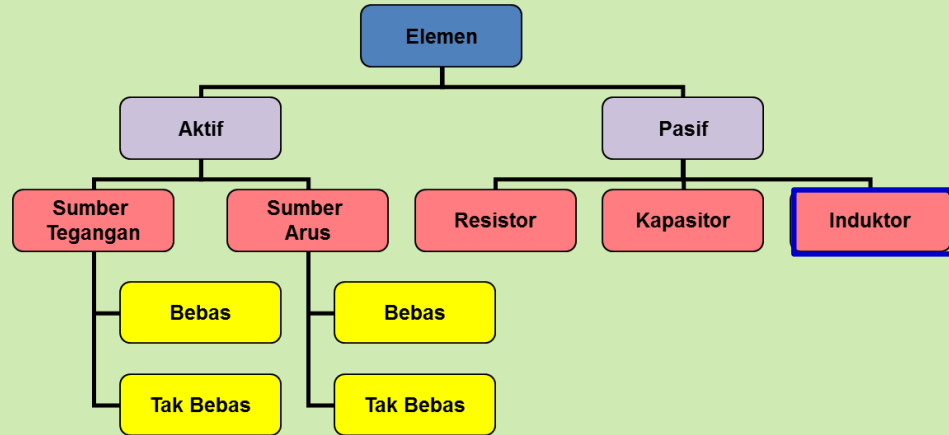 Elemen
Aktif
Pasif
Sumber
Tegangan
Sumber
Arus
Resistor
Kapasitor
Induktor
Bebas
Bebas
Tak Bebas
Tak Bebas